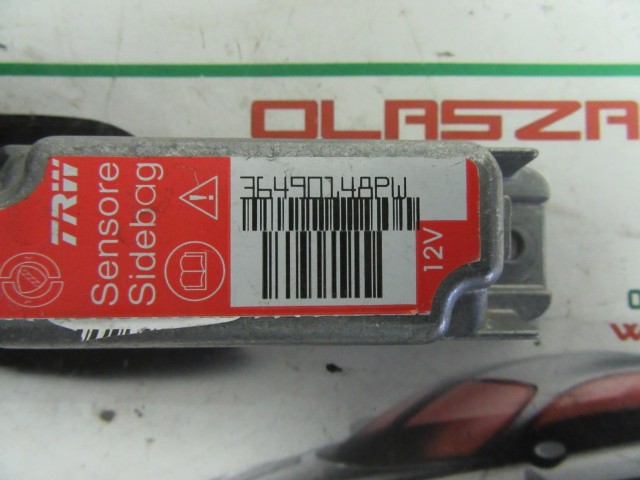 OLASZA
TRW
Sensore
Sidebag
36490148PW
12V